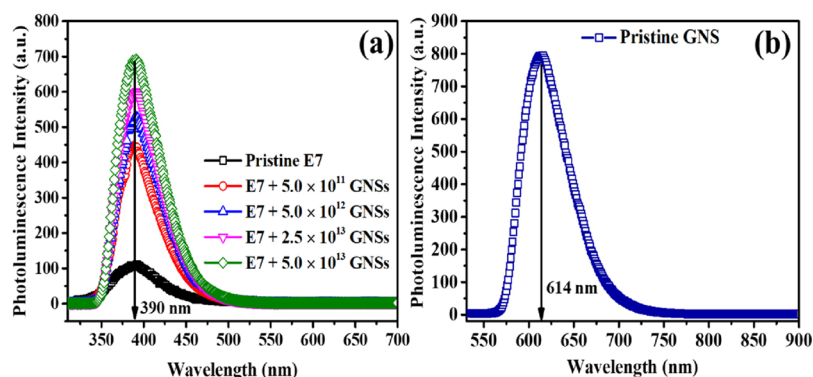 (a)
Photoluminescence Intensity (a.u.)
800
700
600
500
400
300
200
100
0
Pristine E7
E7 + 5.0 × 10¹¹ GNSs
E7 + 5.0 × 10¹² GNSs
E7 + 2.5 × 10¹³ GNSs
E7 + 5.0 × 10¹³ GNSs
390 nm
350 400 450 500 550 600 650 700
Wavelength (nm)
(b)
Photoluminescence Intensity (a.u.)
900
800
700
600
500
400
300
200
100
0
Pristine GNS
614 nm
550 600 650 700 750 800 850 900
Wavelength (nm)